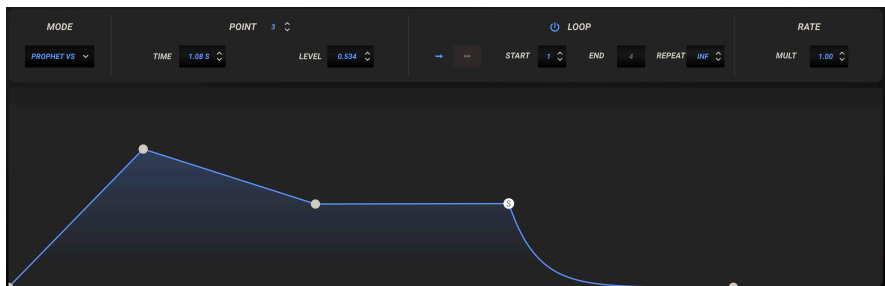 MODE POINT 3 LOOP RATE
PROPHET VS TIME 1.08 S LEVEL 0.534 START 1 END 4 REPEAT INF MULT 1.00
S